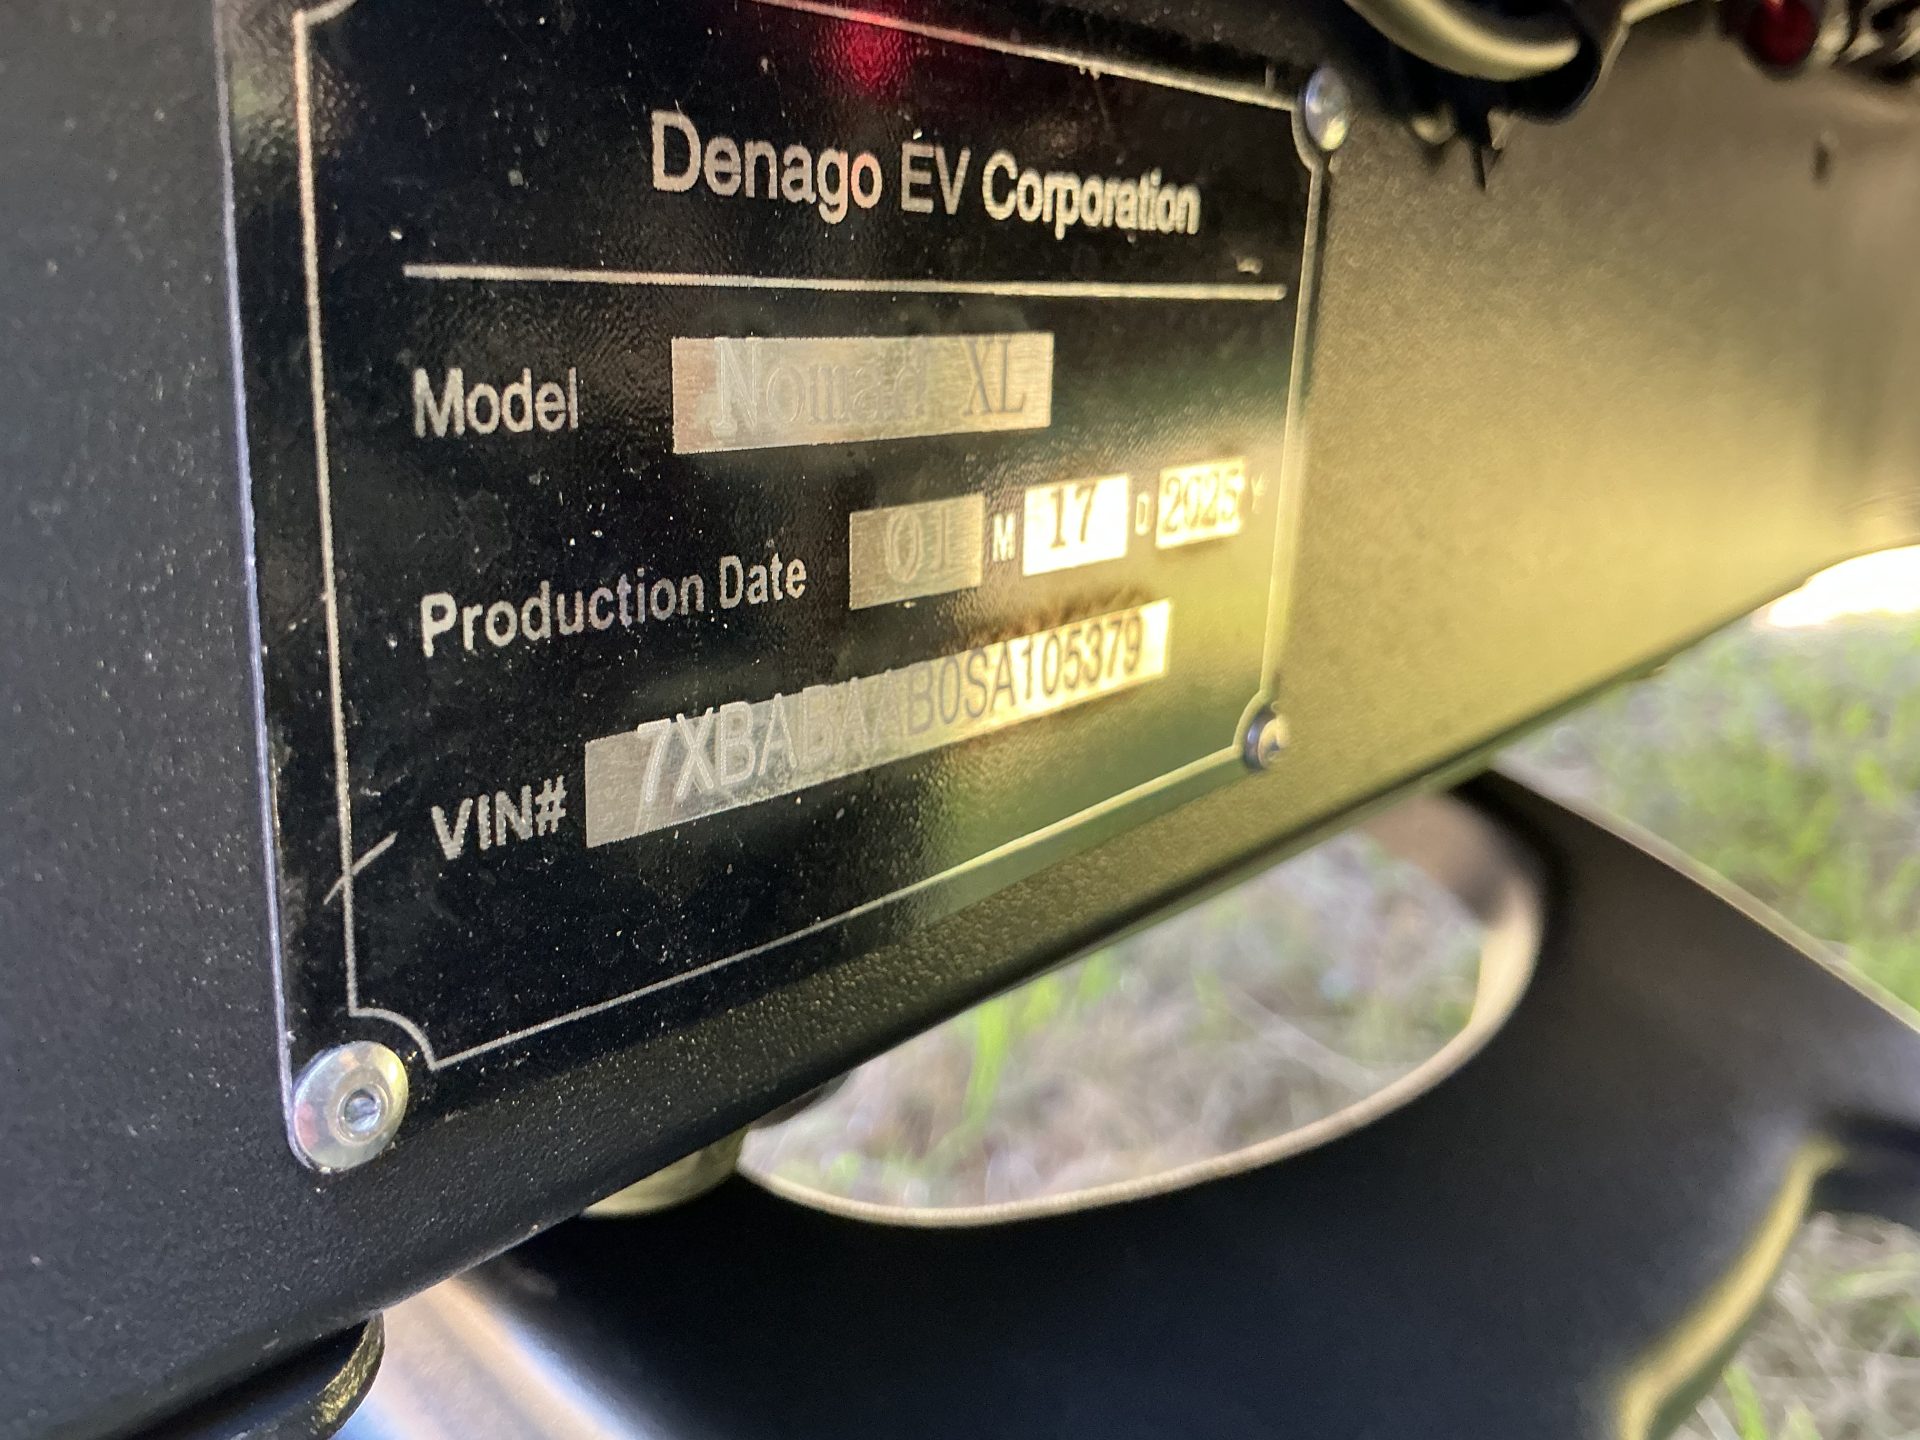 Denago EV Corporation
Model Nomad XL
Production Date 01 M 17 D 2025 Y
VIN# 7XBABAAB0SA105379